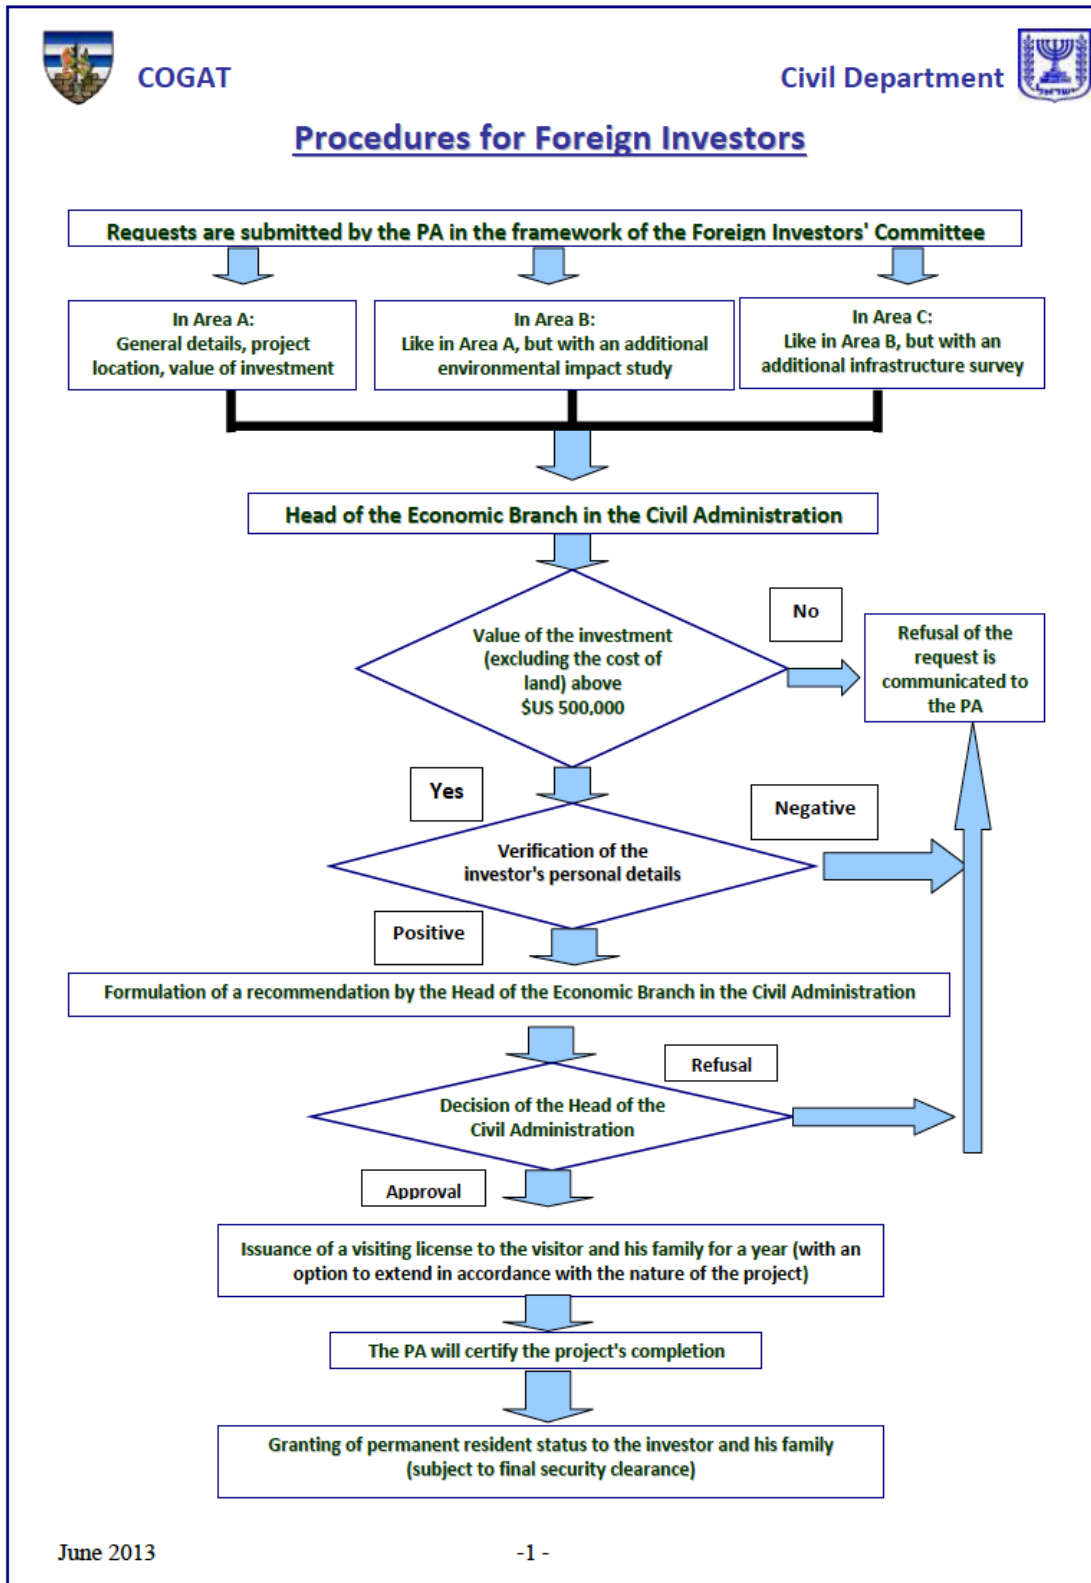 COGAT
Civil Department
Procedures for Foreign Investors
Requests are submitted by the PA in the framework of the Foreign Investors' Committee
In Area A:
General details, project
location, value of investment
In Area B:
Like in Area A, but with an additional
environmental impact study
In Area C:
Like in Area B, but with an
additional infrastructure survey
Head of the Economic Branch in the Civil Administration
Value of the investment
(excluding the cost of
land) above
$US 500,000
No
Refusal of the
request is
communicated to
the PA
Yes
Negative
Verification of the
investor's personal details
Positive
Formulation of a recommendation by the Head of the Economic Branch in the Civil Administration
Refusal
Decision of the Head of the
Civil Administration
Approval
Issuance of a visiting license to the visitor and his family for a year (with an
option to extend in accordance with the nature of the project)
The PA will certify the project's completion
Granting of permanent resident status to the investor and his family
(subject to final security clearance)
June 2013
-1 -